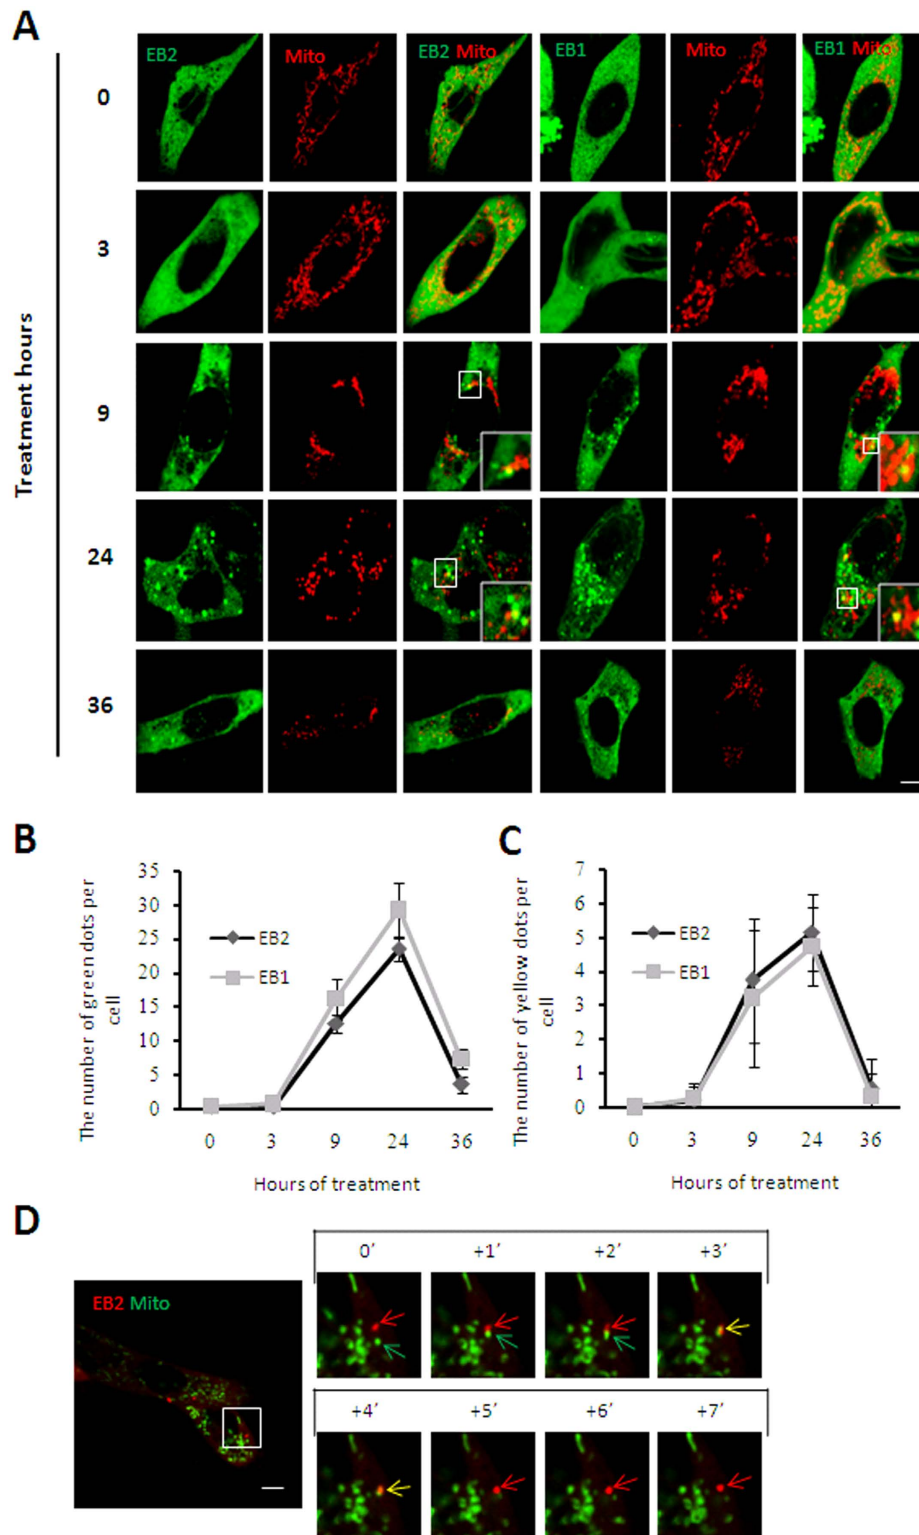 A
EB2 Mito EB2 Mito EB1 Mito EB1 Mito
Treatment hours
0
3
9
24
36
B
The number of green dots per
cell
35
30
25
20
15
10
5
0
EB2
EB1
0 3 9 24 36
Hours of treatment
C
The number of yellow dots per
cell
7
6
5
4
3
2
1
0
EB2
EB1
0 3 9 24 36
Hours of treatment
D
EB2 Mito
0′ +1′ +2′ +3′
+4′ +5′ +6′ +7′